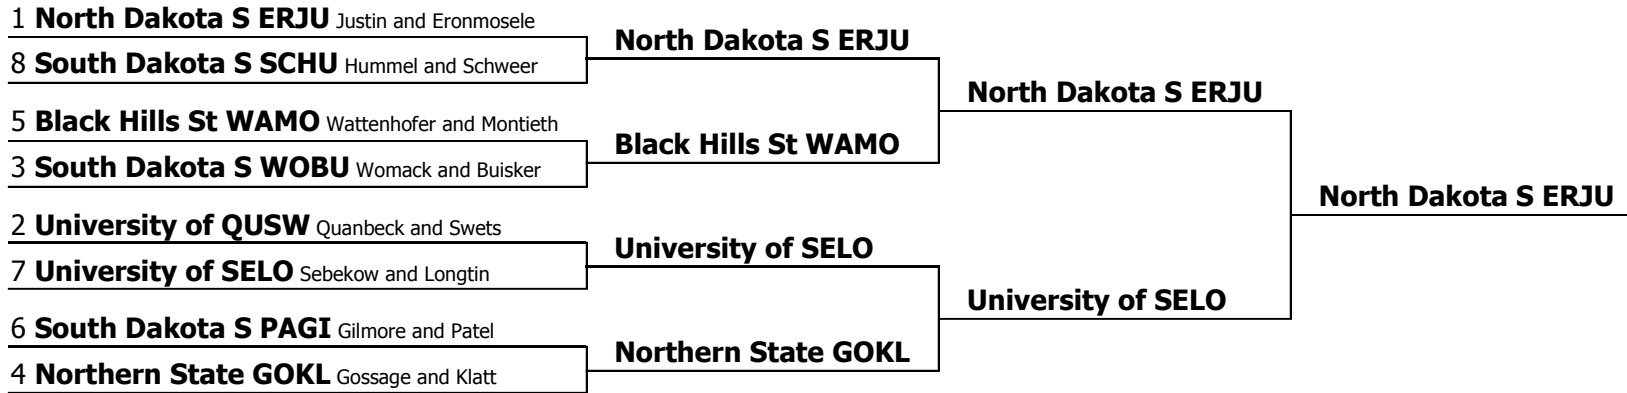 1 North Dakota S ERJU Justin and Eronmosele
8 South Dakota S SCHU Hummel and Schweer
5 Black Hills St WAMO Wattenhofer and Montieth
3 South Dakota S WOBU Womack and Buisker
2 University of QUSW Quanbeck and Swets
7 University of SELO Sebekow and Longtin
6 South Dakota S PAGI Gilmore and Patel
4 Northern State GOKL Gossage and Klatt
North Dakota S ERJU
Black Hills St WAMO
University of SELO
Northern State GOKL
North Dakota S ERJU
University of SELO
North Dakota S ERJU